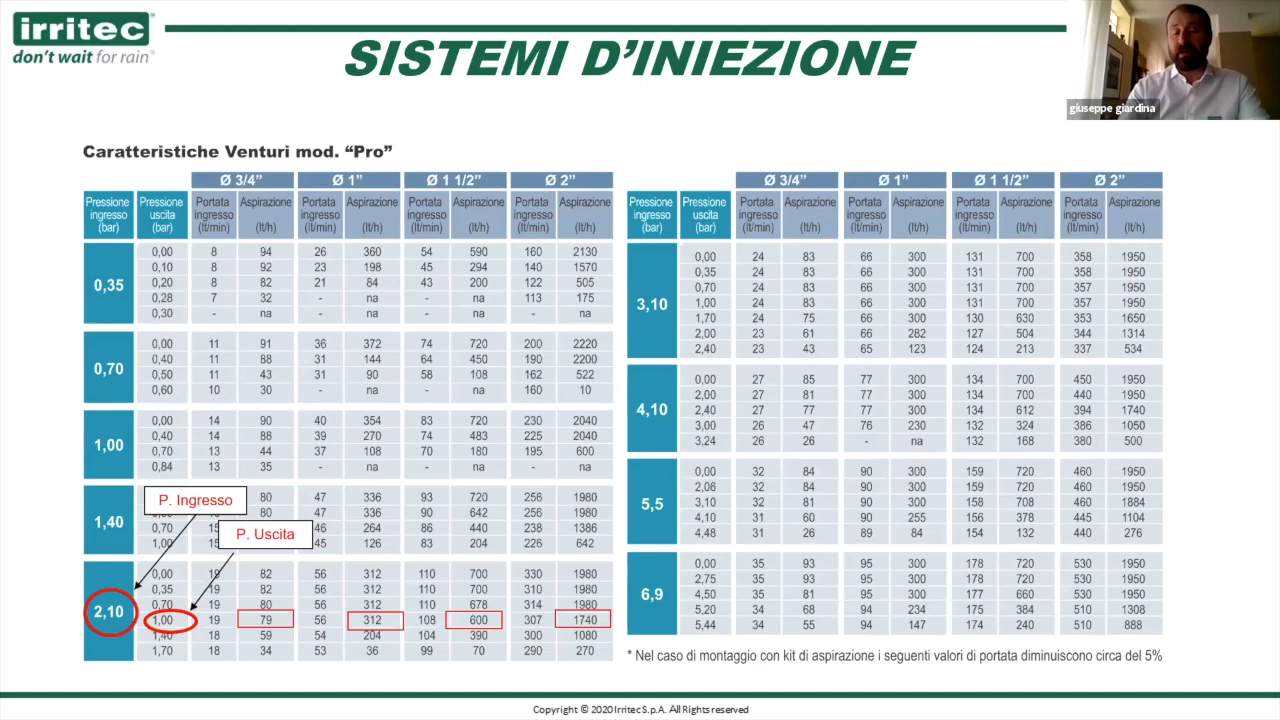 irritec®
don't wait for rain®
SISTEMI D'INIEZIONE
giuseppe giardina
Caratteristiche Venturi mod. “Pro”
Ø 3/4” Ø 1” Ø 1 1/2” Ø 2”
Pressione ingresso (bar) Pressione uscita (bar) Portata ingresso (lt/min) Aspirazione (lt/h) Portata ingresso (lt/min) Aspirazione (lt/h) Portata ingresso (lt/min) Aspirazione (lt/h) Portata ingresso (lt/min) Aspirazione (lt/h)
0,35
0,00 8 94 26 360 54 590 160 2130
0,10 8 92 23 198 45 294 140 1570
0,20 8 82 21 84 43 200 122 505
0,28 7 32 - na - na 113 175
0,30 - na - na - na - na
0,70
0,00 11 91 36 372 74 720 200 2220
0,40 11 88 31 144 64 450 190 2200
0,50 11 43 31 90 58 108 162 522
0,60 10 30 - na - na 160 10
1,00
0,00 14 90 40 354 83 720 230 2040
0,40 14 88 39 270 74 483 225 2040
0,70 13 44 37 108 70 180 195 600
0,84 13 35 - na - na - na
P. Ingresso
P. Uscita
1,40
80 47 336 93 720 256 1980
80 47 336 90 642 256 1980
0,70 46 264 86 440 238 1386
1,00 45 126 83 204 226 642
2,10
0,00 19 82 56 312 110 700 330 1980
0,35 19 82 56 312 110 700 310 1980
0,70 19 80 56 312 110 678 314 1980
1,00 19 79 56 312 108 600 307 1740
1,40 18 59 54 204 104 390 300 1080
1,70 18 34 53 36 99 70 290 270
Ø 3/4” Ø 1” Ø 1 1/2” Ø 2”
Pressione ingresso (bar) Pressione uscita (bar) Portata ingresso (lt/min) Aspirazione (lt/h) Portata ingresso (lt/min) Aspirazione (lt/h) Portata ingresso (lt/min) Aspirazione (lt/h) Portata ingresso (lt/min) Aspirazione (lt/h)
3,10
0,00 24 83 66 300 131 700 358 1950
0,35 24 83 66 300 131 700 358 1950
0,70 24 83 66 300 131 700 357 1950
1,00 24 83 66 300 131 700 357 1950
1,70 24 75 66 300 130 630 353 1650
2,00 23 61 66 282 127 504 344 1314
2,40 23 43 65 123 124 213 337 534
4,10
0,00 27 85 77 300 134 700 450 1950
2,00 27 81 77 300 134 700 440 1950
2,40 27 77 77 300 134 612 394 1740
3,00 26 47 76 230 132 324 386 1050
3,24 26 26 - na 132 168 380 500
5,5
0,00 32 84 90 300 159 720 460 1950
2,06 32 84 90 300 159 720 460 1950
3,10 32 81 90 300 158 708 460 1884
4,10 31 60 90 255 156 378 445 1104
4,48 31 26 89 84 154 132 440 276
6,9
0,00 35 93 95 300 178 720 530 1950
2,75 35 93 95 300 178 720 530 1950
4,50 35 81 95 300 177 660 530 1950
5,20 34 66 94 234 175 384 510 1308
5,44 34 55 94 147 174 240 510 888
* Nel caso di montaggio con kit di aspirazione i seguenti valori di portata diminuiscono circa del 5%
Copyright © 2020 Irritec S.p.A. All Rights reserved